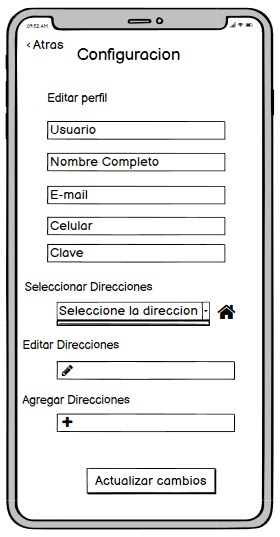 09:52 AM
‹ Atras
Configuracion
Editar perfil
Usuario
Nombre Completo
E-mail
Celular
Clave
Seleccionar Direcciones
Seleccione la direccion
Editar Direcciones
Agregar Direcciones
Actualizar cambios